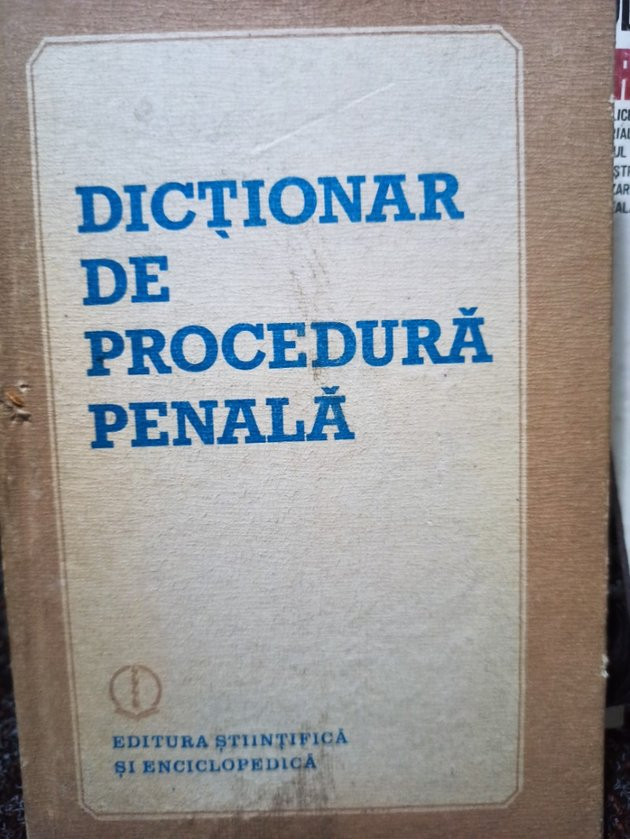 DICȚIONAR
DE
PROCEDURĂ
PENALĂ
EDITURA ȘTIINȚIFICĂ
ȘI ENCICLOPEDICĂ